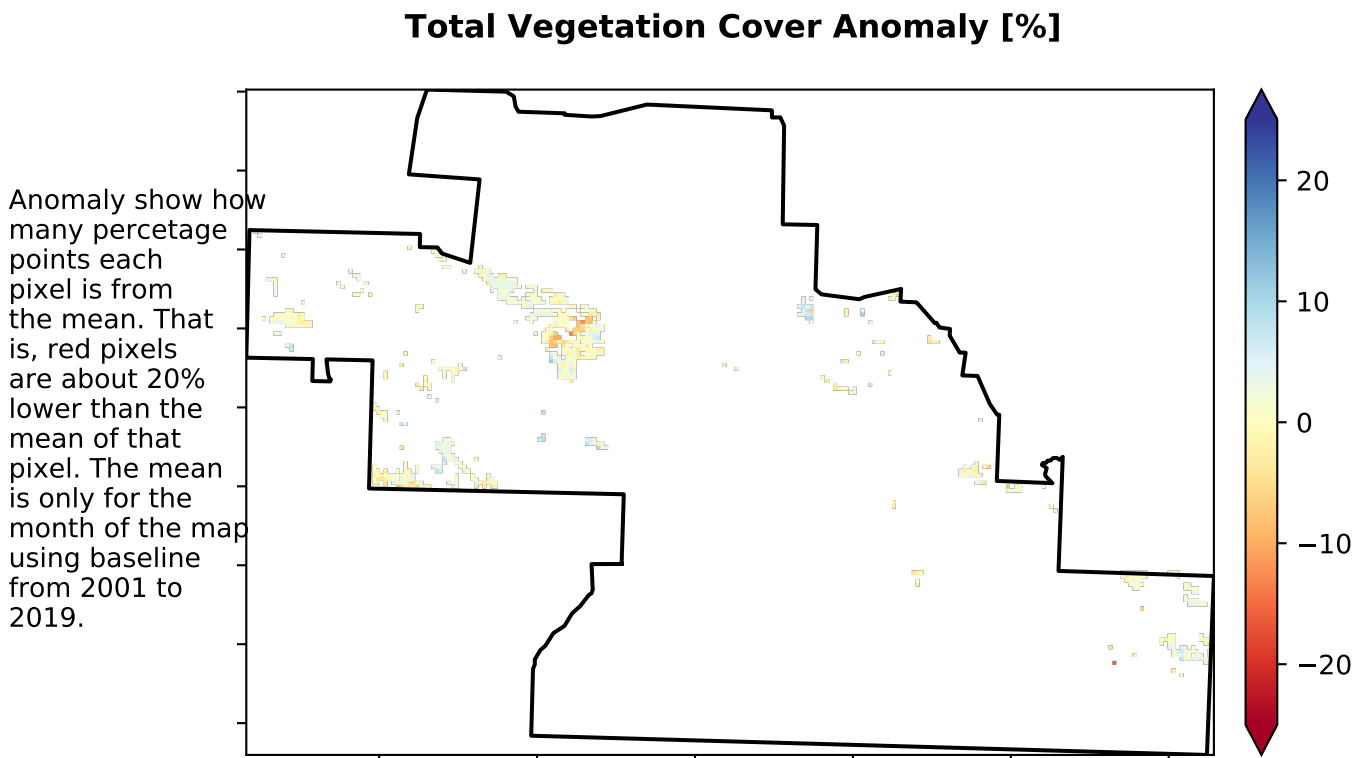 Total Vegetation Cover Anomaly [%]
Anomaly show how
many percetage
points each
pixel is from
the mean. That
is, red pixels
are about 20%
lower than the
mean of that
pixel. The mean
is only for the
month of the map
using baseline
from 2001 to
2019.
20
10
0
−10
−20